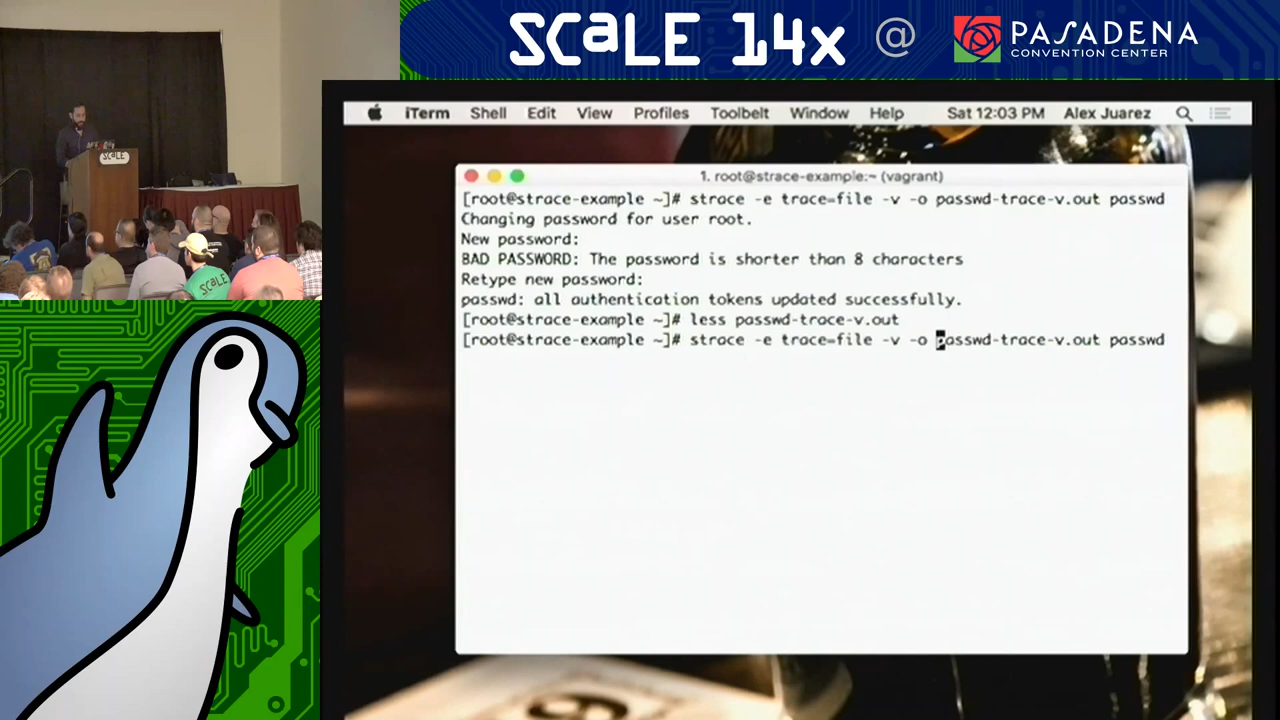 SCaLE 14x @ PASADENA
CONVENTION CENTER
iTerm Shell Edit View Profiles Toolbelt Window Help Sat 12:03 PM Alex Juarez
1. root@strace-example:~ (vagrant)
[root@strace-example ~]# strace -e trace=file -v -o passwd-trace-v.out passwd
Changing password for user root.
New password:
BAD PASSWORD: The password is shorter than 8 characters
Retype new password:
passwd: all authentication tokens updated successfully.
[root@strace-example ~]# less passwd-trace-v.out
[root@strace-example ~]# strace -e trace=file -v -o passwd-trace-v.out passwd
SCaLE
SCaLE